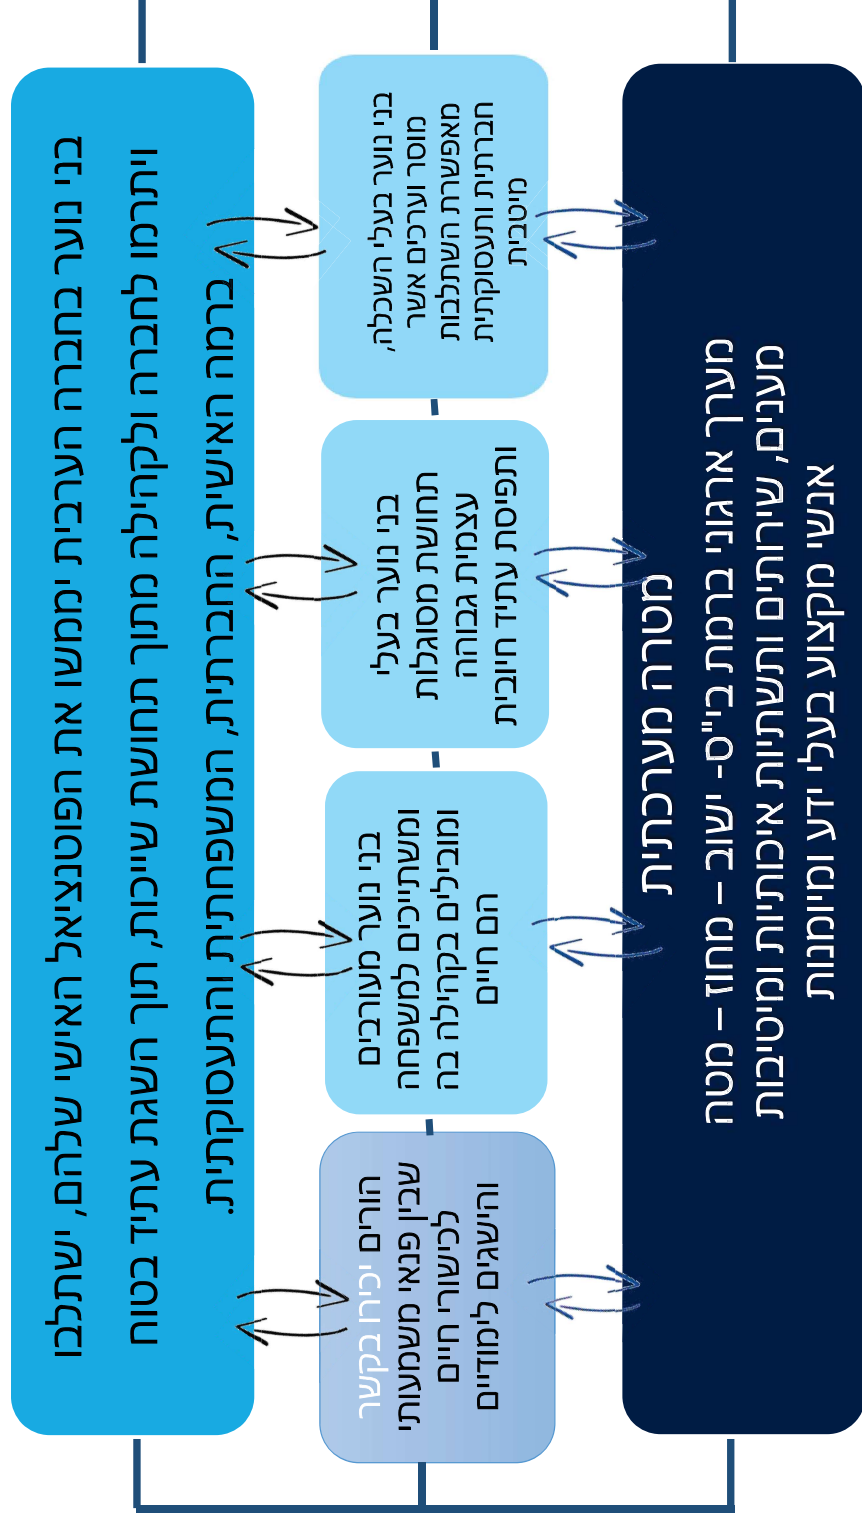 בני נוער בחברה הערבית יממשו את הפוטנציאל האישי שלהם, ישתלבו
ויתרמו לחברה ולקהילה מתוך תחושת שייכות, תוך השגת עתיד בטוח
ברמה האישית, החברתית, המשפחתית והתעסוקתית.
בני נוער בעלי השכלה,
מוסר וערכים אשר
מאפשרת השתלבות
חברתית ותעסוקתית
מיטבית
בני נוער בעלי
תחושת מסוגלות
עצמית גבוהה
ותפיסת עתיד חיובית
בני נוער מעורבים
ומשתייכים למשפחה
ומובילים בקהילה בה
הם חיים
הורים יכירו בקשר
שבין פנאי משמעותי
לכישורי חיים
והישגים לימודיים
מטרה מערכתית
מערך ארגוני ברמת בי"ס- ישוב – מחוז – מטה
מענים, שירותים ותשתיות איכותיות ומיטיבות
אנשי מקצוע בעלי ידע ומיומנות